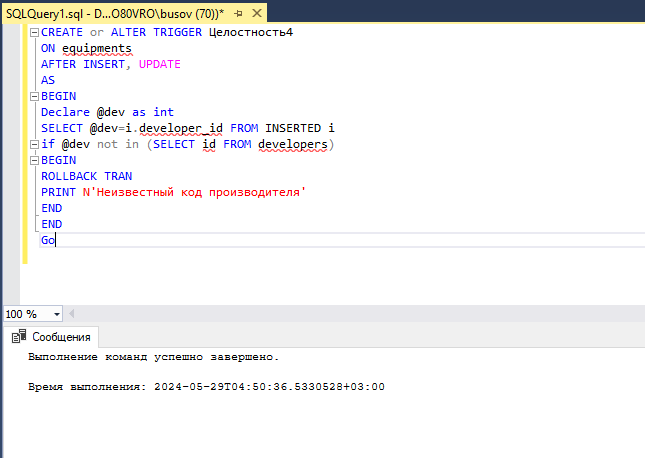 SQLQuery1.sql - D...O80VRO\busov (70))*
CREATE or ALTER TRIGGER Целостность4
ON equipments
AFTER INSERT, UPDATE
AS
BEGIN
Declare @dev as int
SELECT @dev=i.developer_id FROM INSERTED i
if @dev not in (SELECT id FROM developers)
BEGIN
ROLLBACK TRAN
PRINT N'Неизвестный код производителя'
END
END
Go
100 %
Сообщения
Выполнение команд успешно завершено.
Время выполнения: 2024-05-29T04:50:36.5330528+03:00